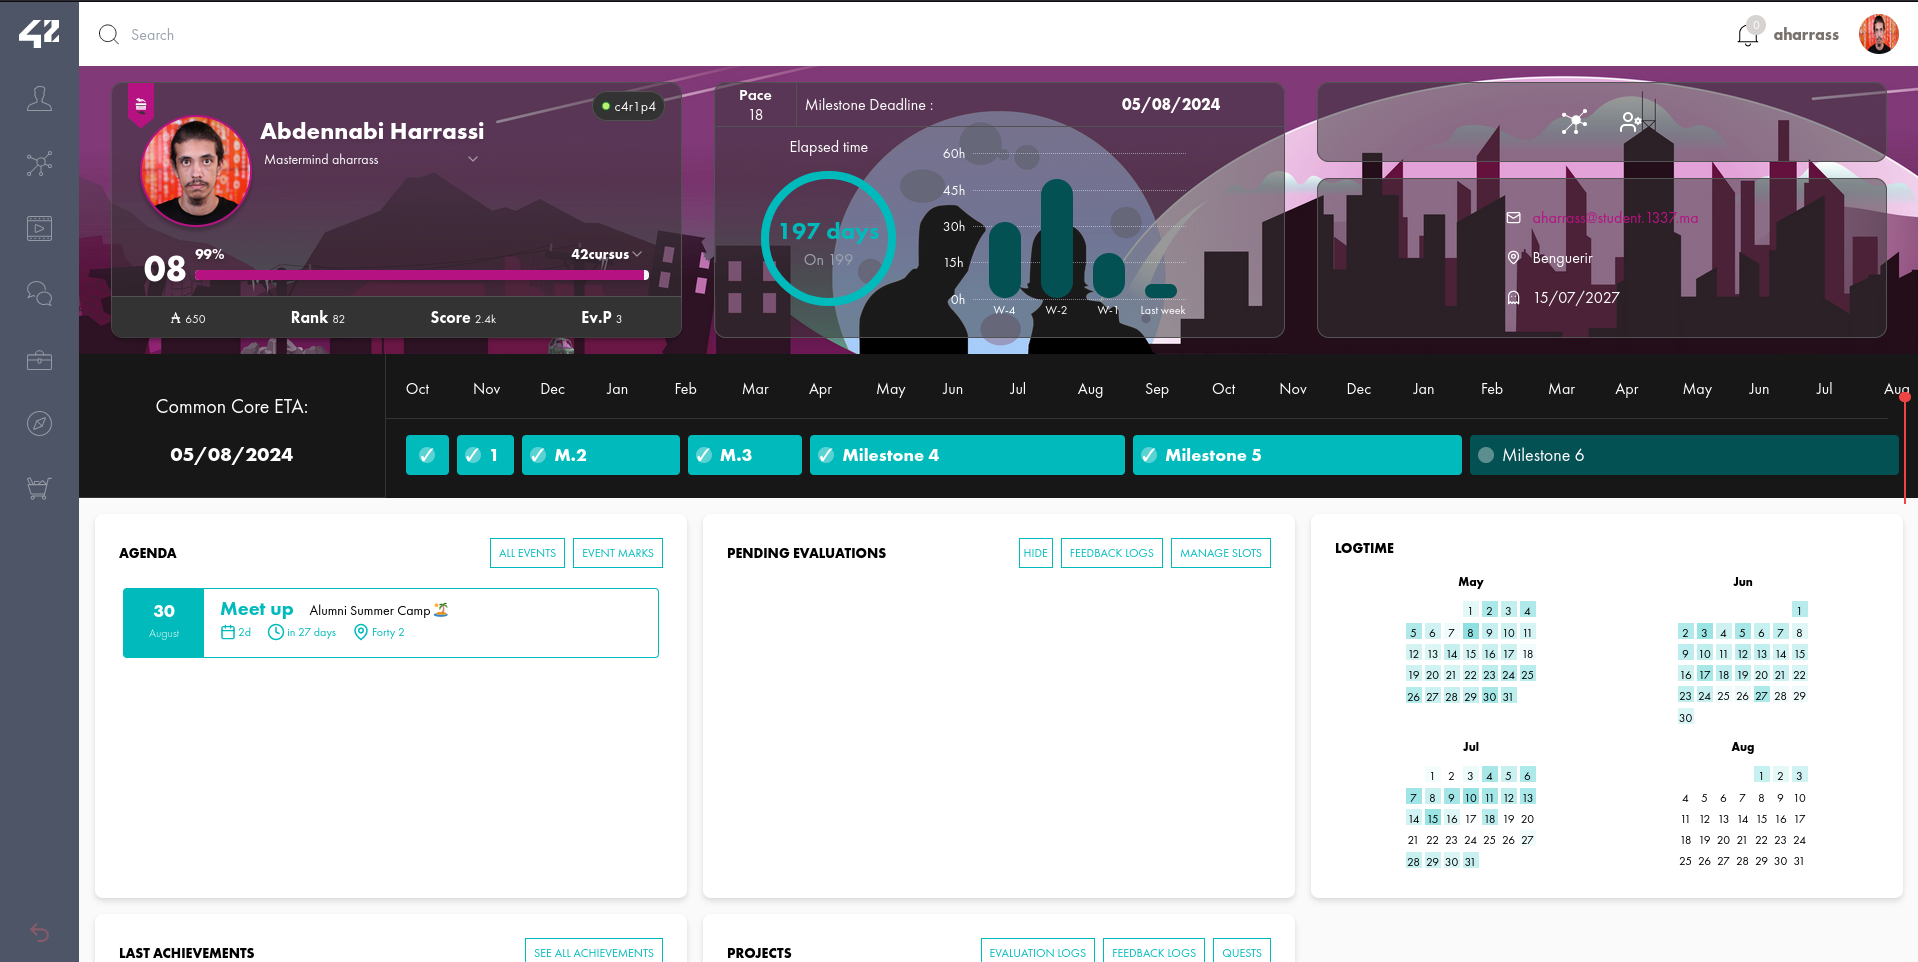 42
Search
0
aharrass
c4r1p4
Abdennabi Harrassi
Mastermind aharrass
08
99%
42cursus
₳ 650
Rank 82
Score 2.4k
Ev.P 3
Pace
18
Milestone Deadline :
05/08/2024
Elapsed time
197 days
On 199
60h
45h
30h
15h
0h
W-4 W-2 W-1 Last week
aharrass@student.1337.ma
Benguerir
15/07/2027
Common Core ETA:
05/08/2024
Oct Nov Dec Jan Feb Mar Apr May Jun Jul Aug Sep Oct Nov Dec Jan Feb Mar Apr May Jun Jul Aug
1 M.2 M.3 Milestone 4 Milestone 5 Milestone 6
AGENDA
ALL EVENTS
EVENT MARKS
30
August
Meet up Alumni Summer Camp 🏝️
2d in 27 days Forty 2
PENDING EVALUATIONS
HIDE
FEEDBACK LOGS
MANAGE SLOTS
LOGTIME
May
1 2 3 4
5 6 7 8 9 10 11
12 13 14 15 16 17 18
19 20 21 22 23 24 25
26 27 28 29 30 31
Jun
1
2 3 4 5 6 7 8
9 10 11 12 13 14 15
16 17 18 19 20 21 22
23 24 25 26 27 28 29
30
Jul
1 2 3 4 5 6
7 8 9 10 11 12 13
14 15 16 17 18 19 20
21 22 23 24 25 26 27
28 29 30 31
Aug
1 2 3
4 5 6 7 8 9 10
11 12 13 14 15 16 17
18 19 20 21 22 23 24
25 26 27 28 29 30 31
LAST ACHIEVEMENTS
SEE ALL ACHIEVEMENTS
PROJECTS
EVALUATION LOGS
FEEDBACK LOGS
QUESTS